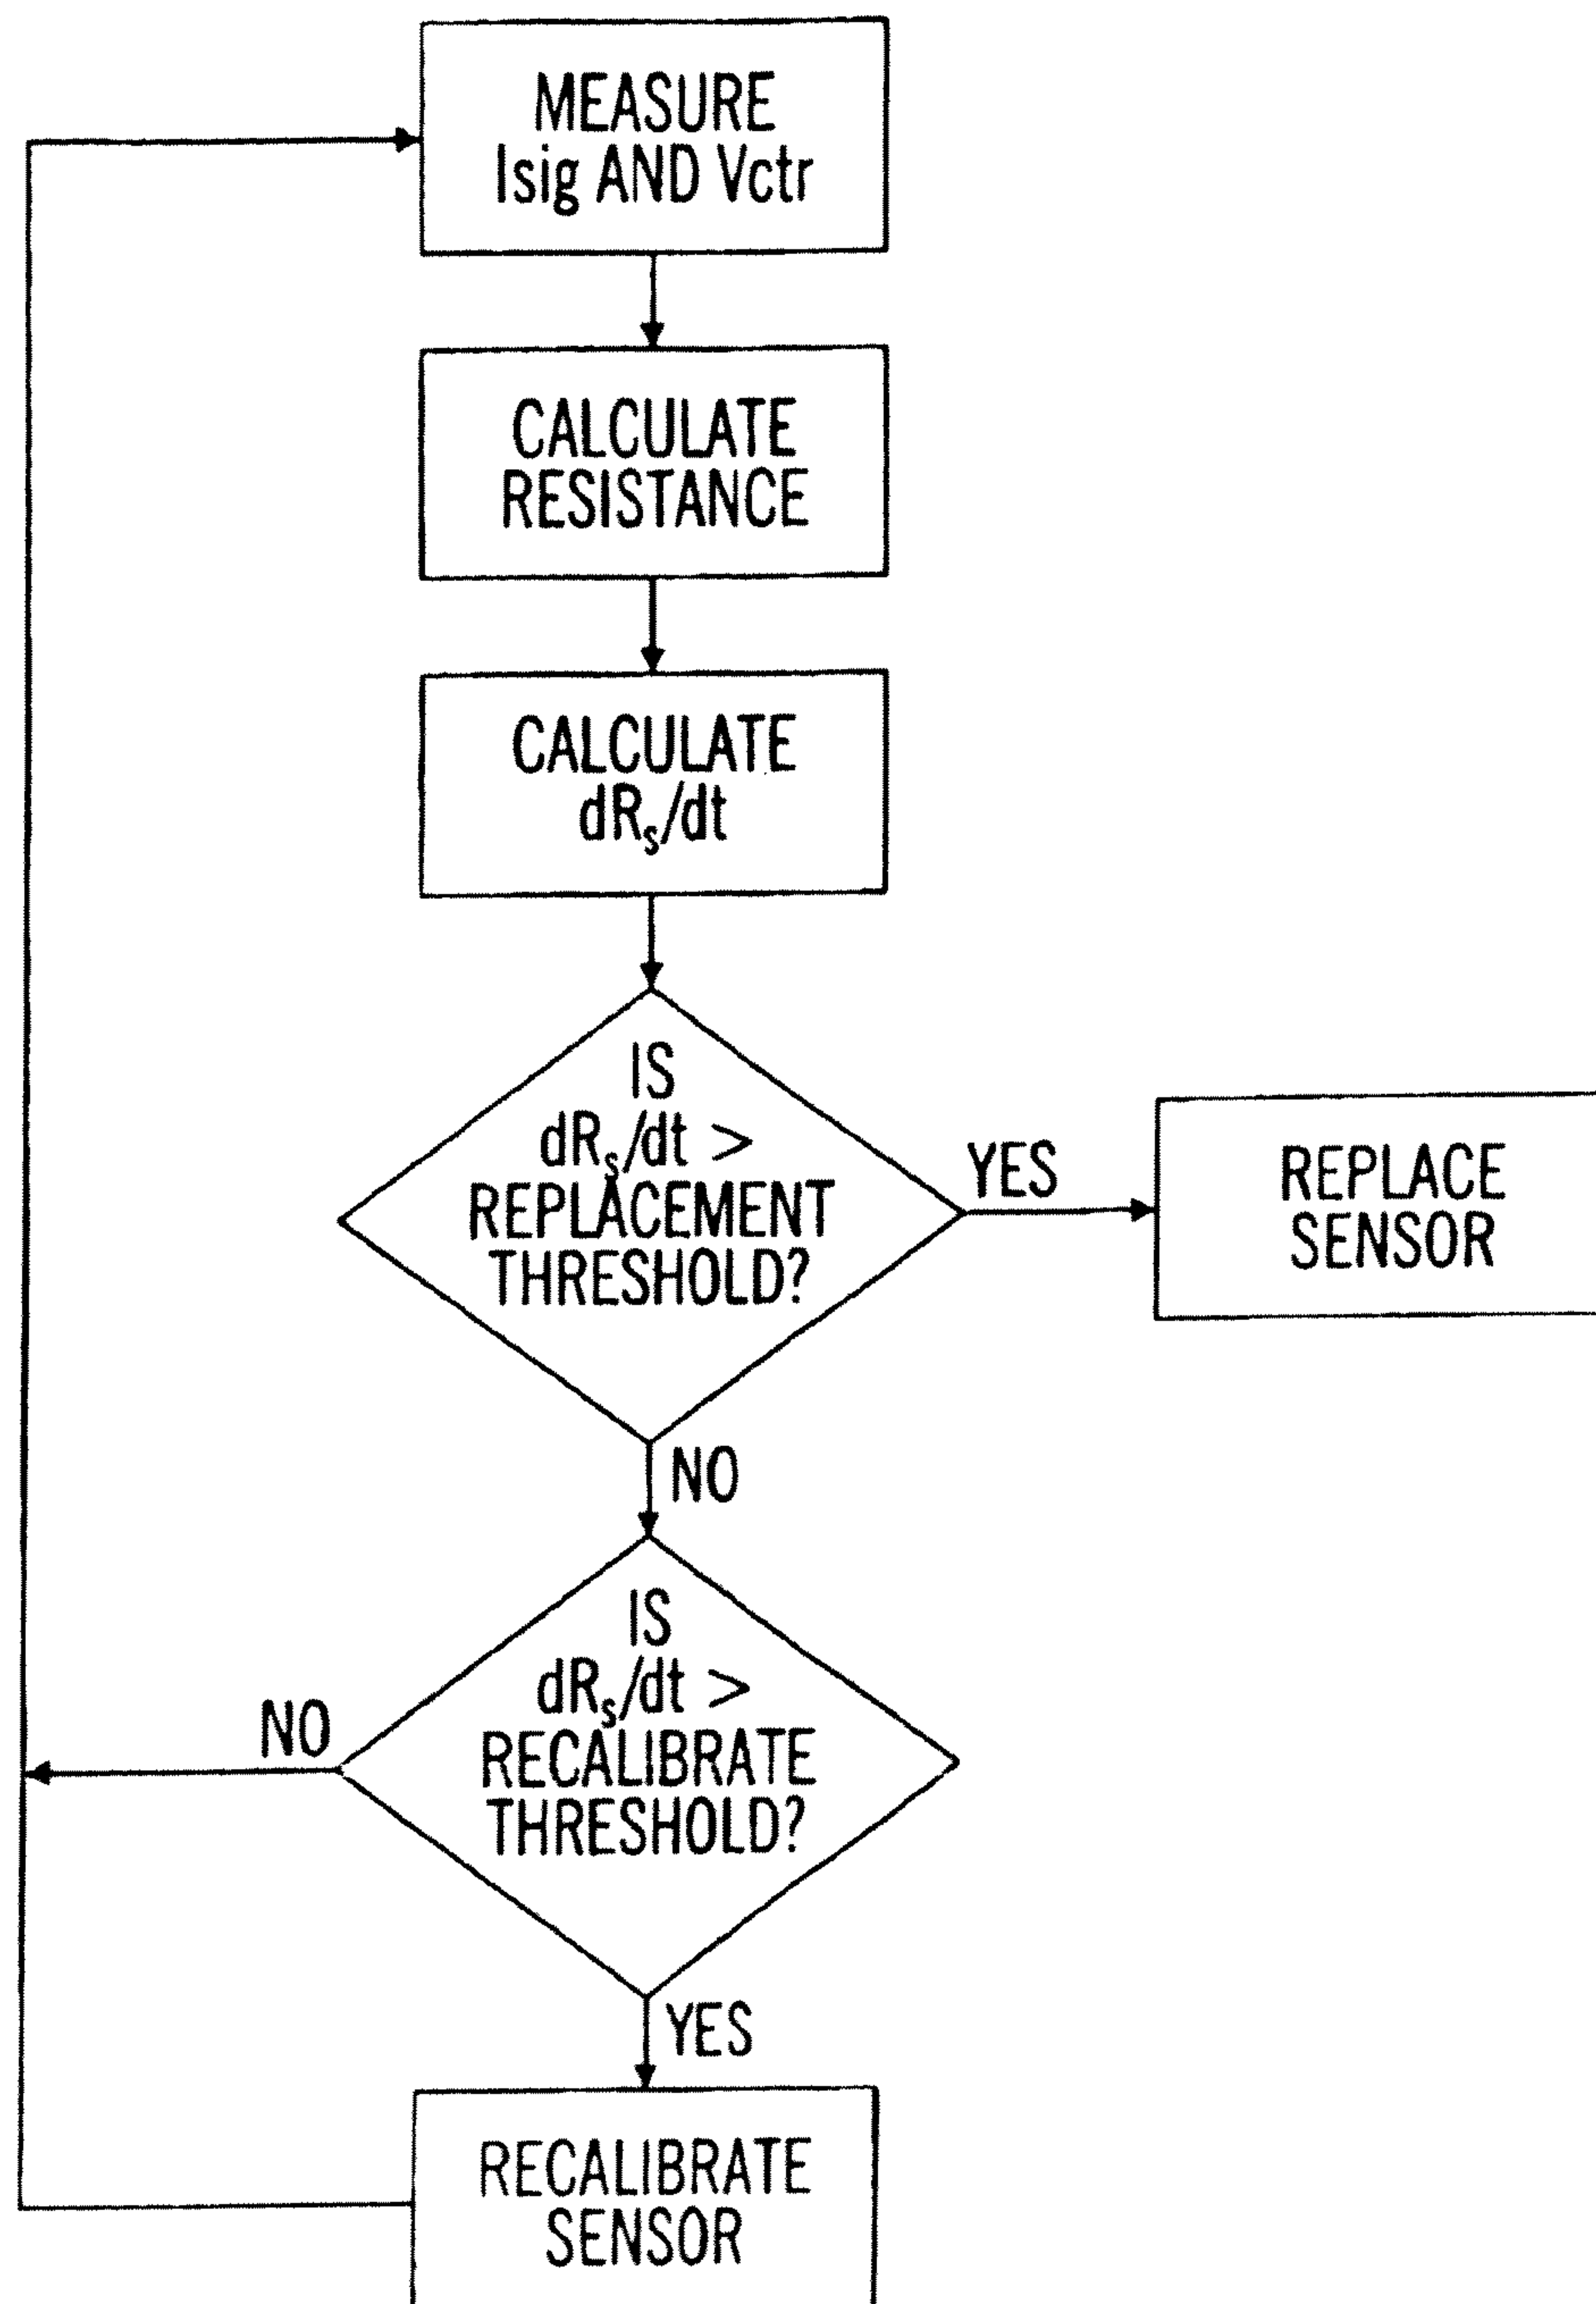 MEASURE
Isig AND Vctr
CALCULATE
RESISTANCE
CALCULATE
dRs/dt
IS
dRs/dt >
REPLACEMENT
THRESHOLD?
YES
REPLACE
SENSOR
NO
IS
dRs/dt >
RECALIBRATE
THRESHOLD?
NO
YES
RECALIBRATE
SENSOR